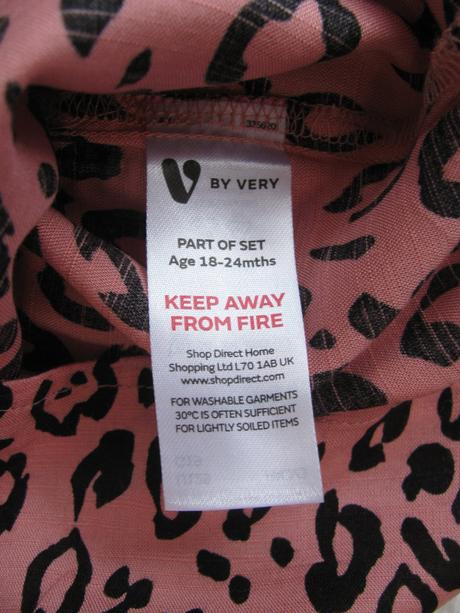 V BY VERY
PART OF SET
Age 18-24mths
KEEP AWAY
FROM FIRE
Shop Direct Home
Shopping Ltd L70 1AB UK
www.shopdirect.com
FOR WASHABLE GARMENTS
30°C IS OFTEN SUFFICIENT
FOR LIGHTLY SOILED ITEMS